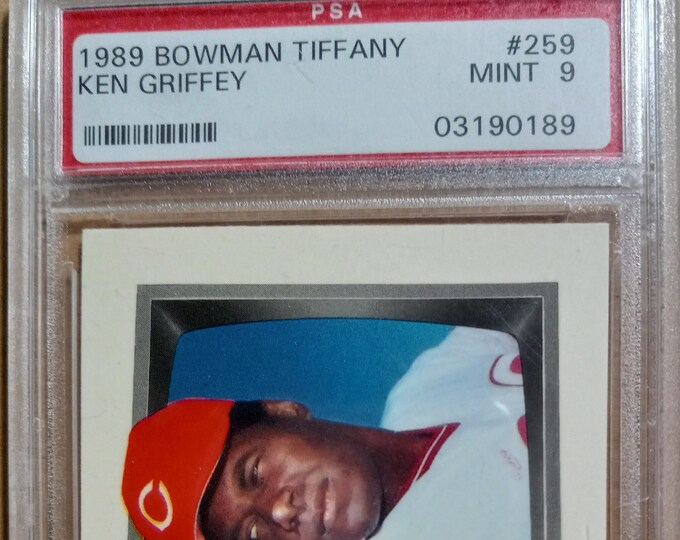 PSA
1989 BOWMAN TIFFANY #259
KEN GRIFFEY MINT 9
03190189
C